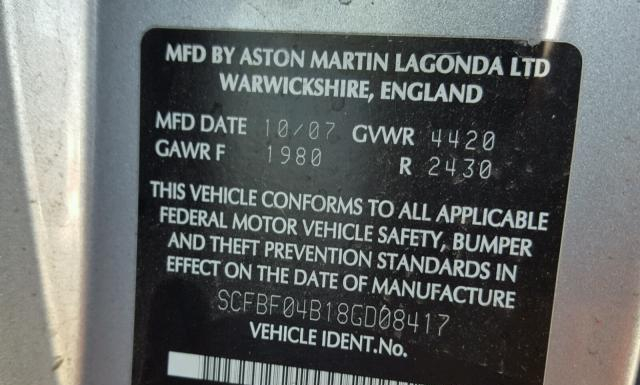 MFD BY ASTON MARTIN LAGONDA LTD
WARWICKSHIRE, ENGLAND
MFD DATE 10/07 GVWR 4420
GAWR F 1980 R 2430
THIS VEHICLE CONFORMS TO ALL APPLICABLE
FEDERAL MOTOR VEHICLE SAFETY, BUMPER
AND THEFT PREVENTION STANDARDS IN
EFFECT ON THE DATE OF MANUFACTURE
SCFBF04B18GD08417
VEHICLE IDENT.No.